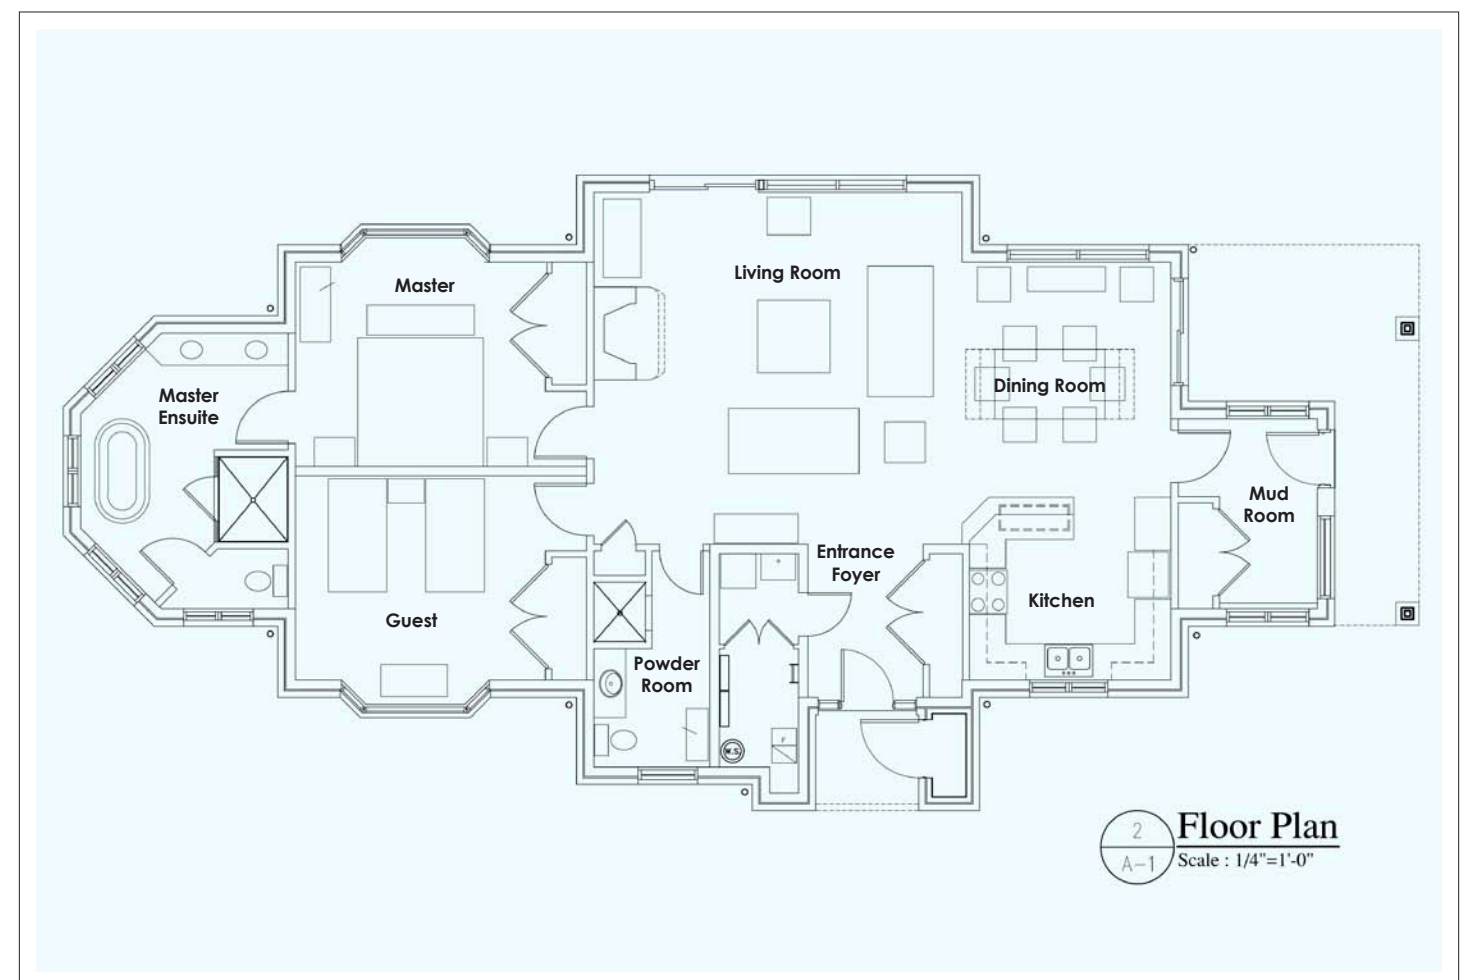 Master
Living Room
Master
Ensuite
Dining Room
Mud
Room
Entrance
Foyer
Kitchen
Guest
Powder
Room
F
W.S.
2
A-1
Floor Plan
Scale : 1/4"=1'-0"